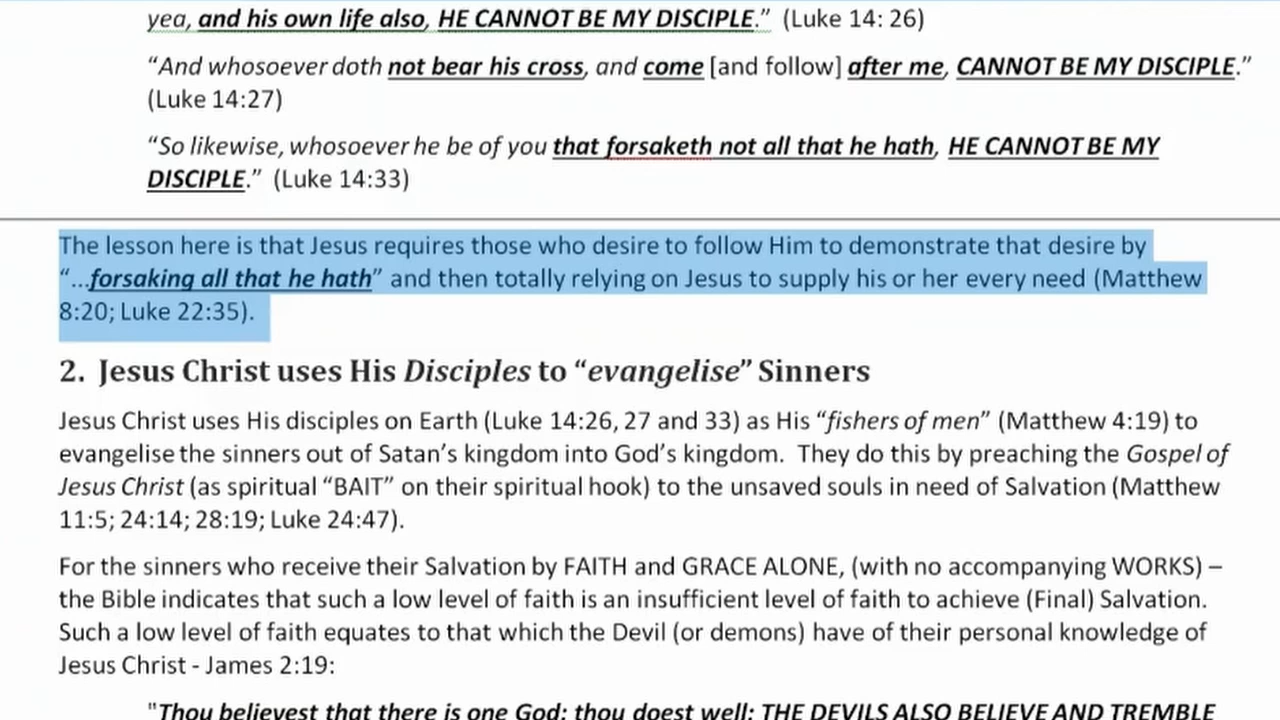 yea, and his own life also, HE CANNOT BE MY DISCIPLE.” (Luke 14: 26)
“And whosoever doth not bear his cross, and come [and follow] after me, CANNOT BE MY DISCIPLE.”
(Luke 14:27)
“So likewise, whosoever he be of you that forsaketh not all that he hath, HE CANNOT BE MY
DISCIPLE.” (Luke 14:33)
The lesson here is that Jesus requires those who desire to follow Him to demonstrate that desire by
“…forsaking all that he hath” and then totally relying on Jesus to supply his or her every need (Matthew
8:20; Luke 22:35).
2. Jesus Christ uses His Disciples to “evangelise” Sinners
Jesus Christ uses His disciples on Earth (Luke 14:26, 27 and 33) as His “fishers of men” (Matthew 4:19) to
evangelise the sinners out of Satan’s kingdom into God’s kingdom. They do this by preaching the Gospel of
Jesus Christ (as spiritual “BAIT” on their spiritual hook) to the unsaved souls in need of Salvation (Matthew
11:5; 24:14; 28:19; Luke 24:47).
For the sinners who receive their Salvation by FAITH and GRACE ALONE, (with no accompanying WORKS) –
the Bible indicates that such a low level of faith is an insufficient level of faith to achieve (Final) Salvation.
Such a low level of faith equates to that which the Devil (or demons) have of their personal knowledge of
Jesus Christ - James 2:19:
"Thou believest that there is one God; thou doest well: THE DEVILS ALSO BELIEVE AND TREMBLE